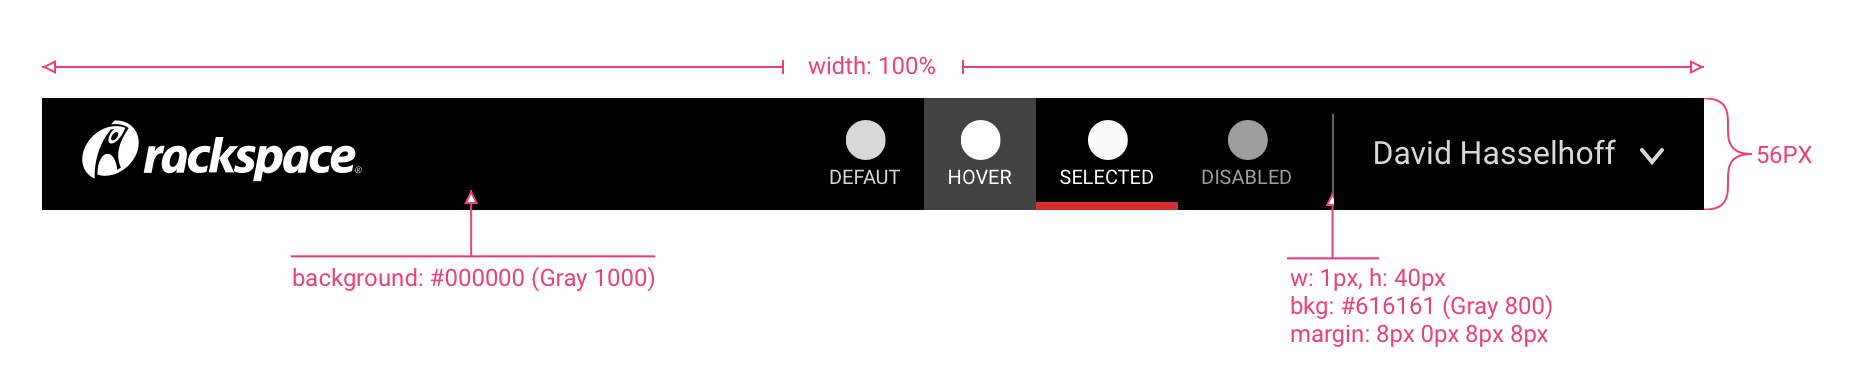 width: 100%
rackspace®
DEFAUT
HOVER
SELECTED
DISABLED
David Hasselhoff
56PX
background: #000000 (Gray 1000)
w: 1px, h: 40px
bkg: #616161 (Gray 800)
margin: 8px 0px 8px 8px